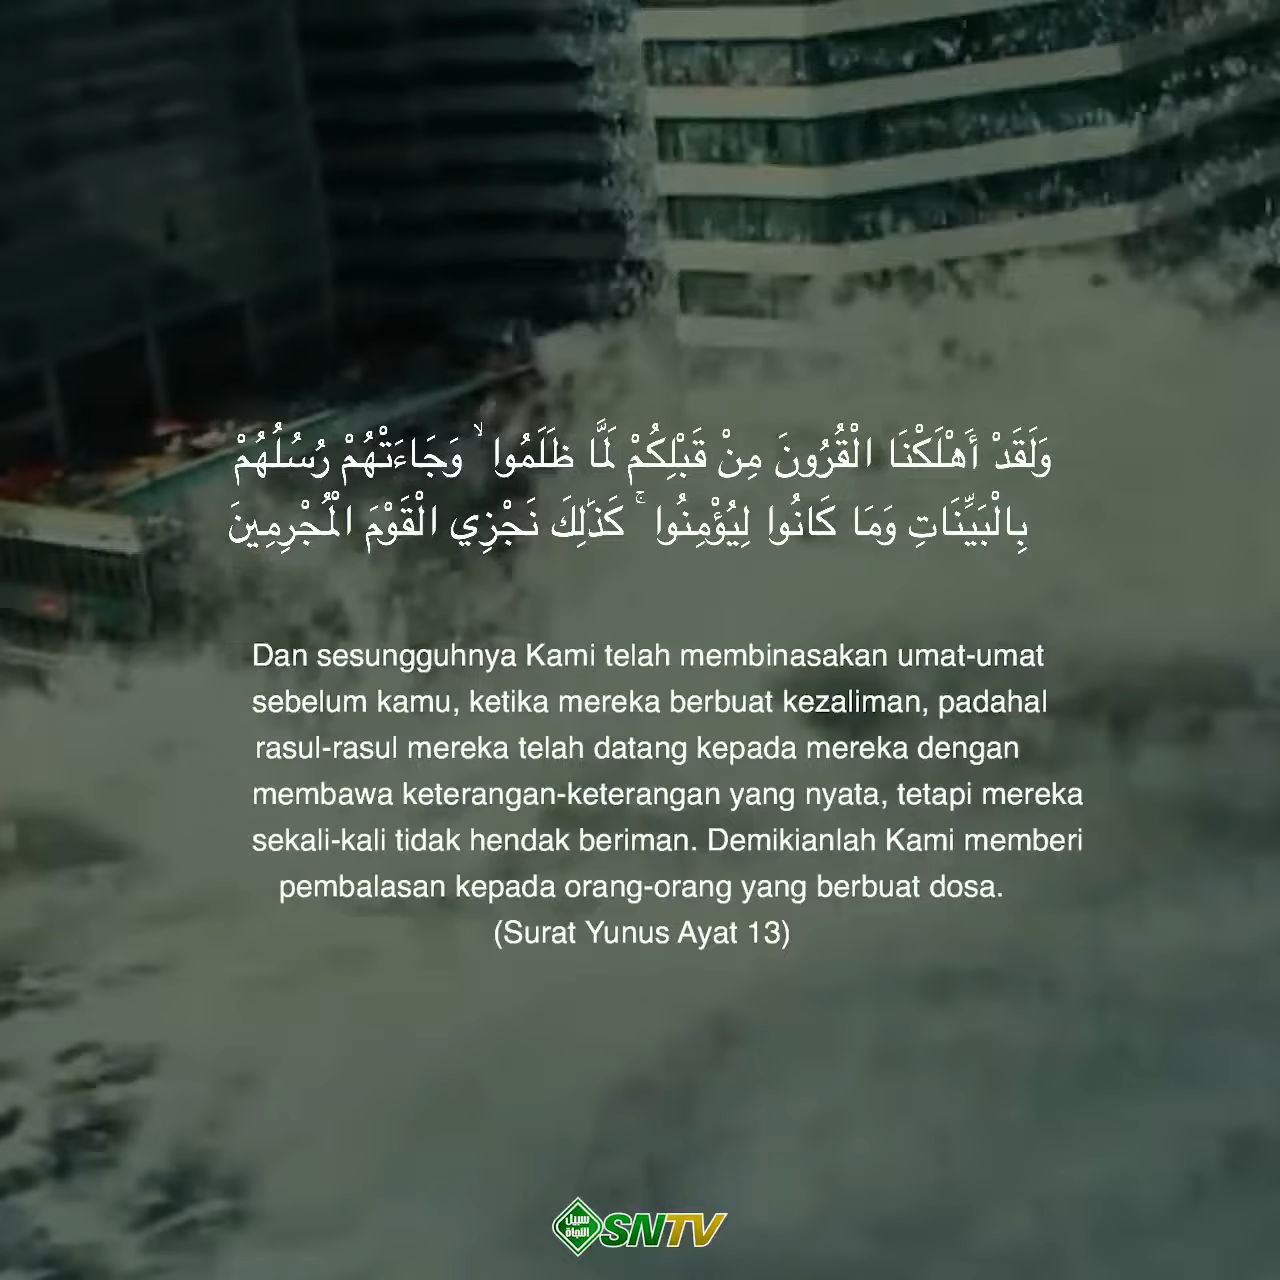 وَلَقَدْ أَهْلَكْنَا الْقُرُونَ مِنْ قَبْلِكُمْ لَمَّا ظَلَمُوا ۙ وَجَاءَتْهُمْ رُسُلُهُمْ
بِالْبَيِّنَاتِ وَمَا كَانُوا لِيُؤْمِنُوا ۚ كَذَٰلِكَ نَجْزِي الْقَوْمَ الْمُجْرِمِينَ
Dan sesungguhnya Kami telah membinasakan umat-umat
sebelum kamu, ketika mereka berbuat kezaliman, padahal
rasul-rasul mereka telah datang kepada mereka dengan
membawa keterangan-keterangan yang nyata, tetapi mereka
sekali-kali tidak hendak beriman. Demikianlah Kami memberi
pembalasan kepada orang-orang yang berbuat dosa.
(Surat Yunus Ayat 13)
سبيل النجاة SNTV